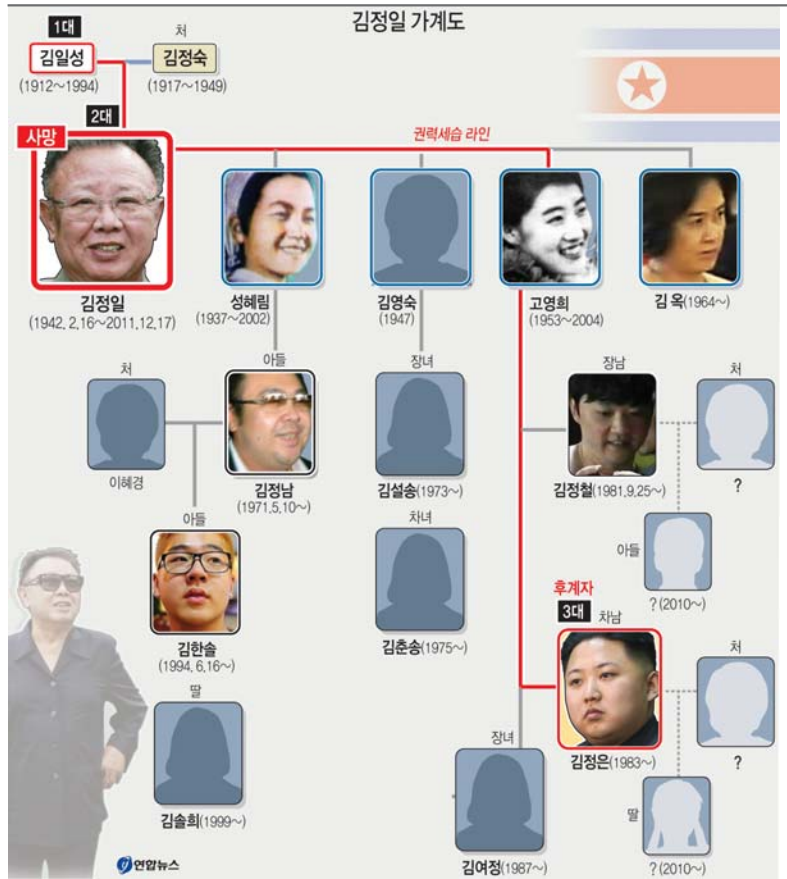 김정일 가계도
1대
처
김일성
김정숙
(1912~1994)
(1917~1949)
2대
사망
권력세습 라인
김정일
(1942. 2.16~2011.12.17)
성혜림
(1937~2002)
김영숙
(1947)
고영희
(1953~2004)
김 옥(1964~)
처
이혜경
아들
김정남
(1971.5.10~)
장녀
김설송(1973~)
장남
김정철(1981.9.25~)
처
?
아들
김한솔
(1994. 6.16~)
차녀
김춘송(1975~)
아들
? (2010~)
후계자
3대
차남
김정은(1983~)
처
?
딸
김솔희(1999~)
장녀
김여정(1987~)
딸
? (2010~)
연합뉴스